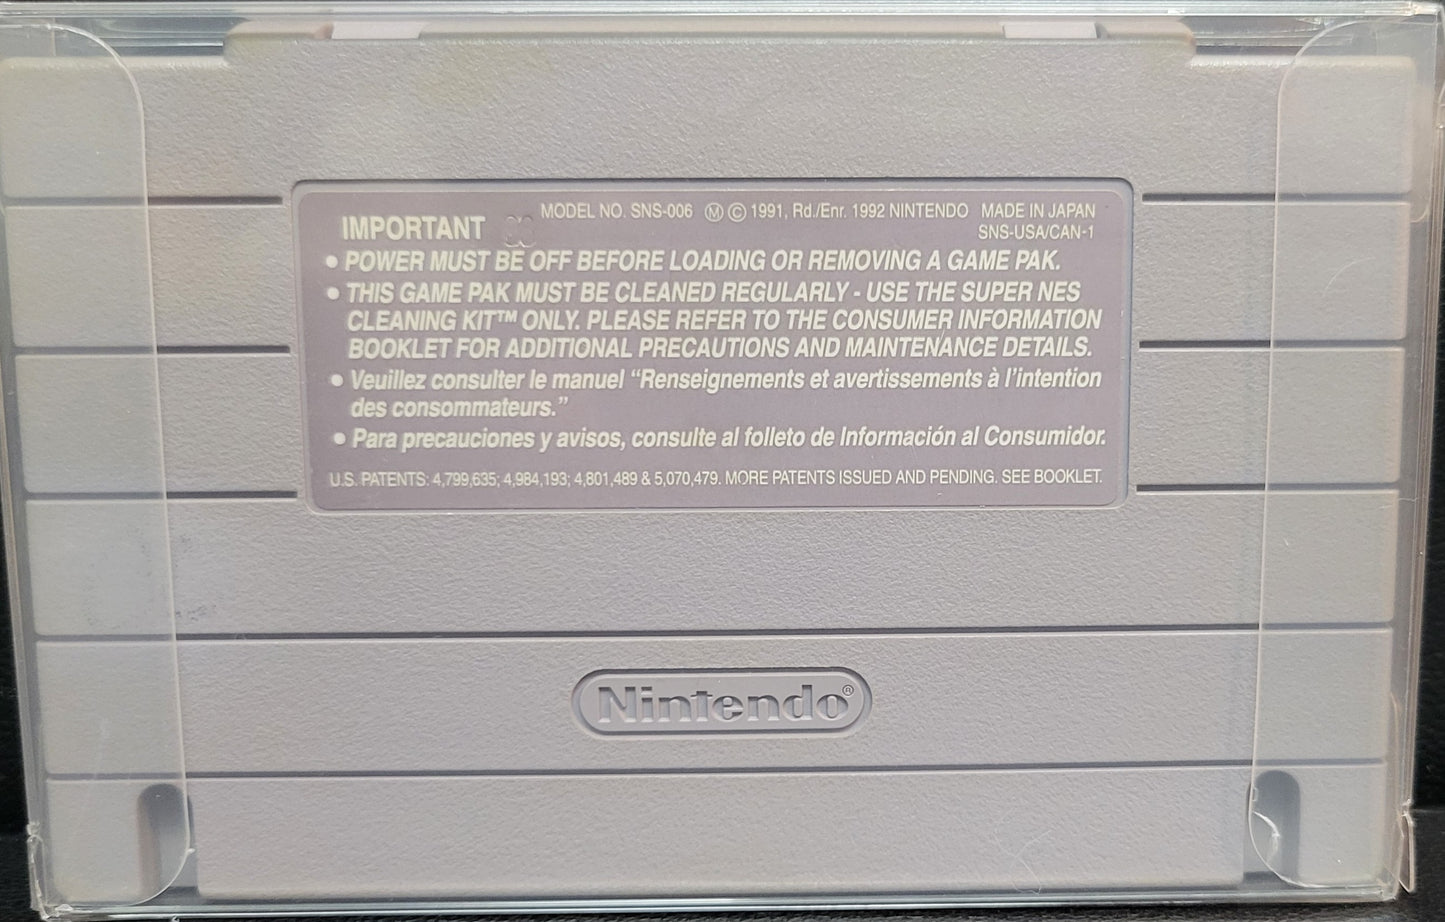 MODEL NO. SNS-006 Ⓜ © 1991, Rd./Enr. 1992 NINTENDO MADE IN JAPAN
IMPORTANT
SNS-USA/CAN-1
• POWER MUST BE OFF BEFORE LOADING OR REMOVING A GAME PAK.
• THIS GAME PAK MUST BE CLEANED REGULARLY - USE THE SUPER NES
CLEANING KIT™ ONLY. PLEASE REFER TO THE CONSUMER INFORMATION
BOOKLET FOR ADDITIONAL PRECAUTIONS AND MAINTENANCE DETAILS.
• Veuillez consulter le manuel “Renseignements et avertissements à l’intention
des consommateurs.”
• Para precauciones y avisos, consulte al folleto de Información al Consumidor.
U.S. PATENTS: 4,799,635; 4,984,193; 4,801,489 & 5,070,479. MORE PATENTS ISSUED AND PENDING. SEE BOOKLET.
Nintendo®